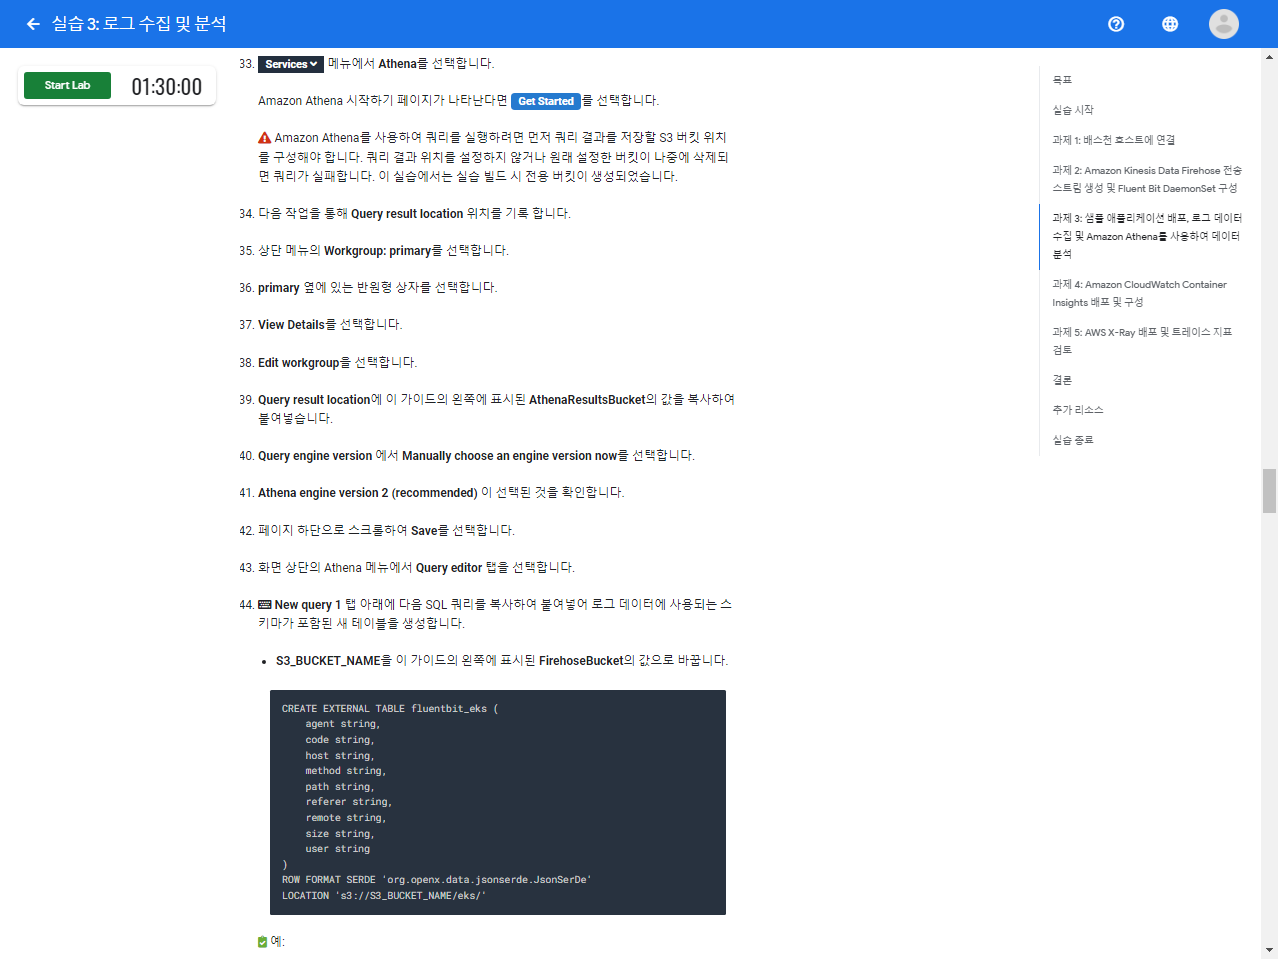 실습 3: 로그 수집 및 분석
Start Lab
01:30:00
33. Services 메뉴에서 Athena를 선택합니다.
Amazon Athena 시작하기 페이지가 나타난다면 Get Started를 선택합니다.
Amazon Athena를 사용하여 쿼리를 실행하려면 먼저 쿼리 결과를 저장할 S3 버킷 위치
를 구성해야 합니다. 쿼리 결과 위치를 설정하지 않거나 원래 설정한 버킷이 나중에 삭제되
면 쿼리가 실패합니다. 이 실습에서는 실습 빌드 시 전용 버킷이 생성되었습니다.
34. 다음 작업을 통해 Query result location 위치를 기록 합니다.
35. 상단 메뉴의 Workgroup: primary를 선택합니다.
36. primary 옆에 있는 반원형 상자를 선택합니다.
37. View Details를 선택합니다.
38. Edit workgroup을 선택합니다.
39. Query result location에 이 가이드의 왼쪽에 표시된 AthenaResultsBucket의 값을 복사하여
붙여넣습니다.
40. Query engine version 에서 Manually choose an engine version now를 선택합니다.
41. Athena engine version 2 (recommended) 이 선택된 것을 확인합니다.
42. 페이지 하단으로 스크롤하여 Save를 선택합니다.
43. 화면 상단의 Athena 메뉴에서 Query editor 탭을 선택합니다.
44. New query 1 탭 아래에 다음 SQL 쿼리를 복사하여 붙여넣어 로그 데이터에 사용되는 스
키마가 포함된 새 테이블을 생성합니다.
• S3_BUCKET_NAME을 이 가이드의 왼쪽에 표시된 FirehoseBucket의 값으로 바꿉니다.
CREATE EXTERNAL TABLE fluentbit_eks (
agent string,
code string,
host string,
method string,
path string,
referer string,
remote string,
size string,
user string
)
ROW FORMAT SERDE 'org.openx.data.jsonserde.JsonSerDe'
LOCATION 's3://S3_BUCKET_NAME/eks/'
예:
목표
실습 시작
과제 1: 배스천 호스트에 연결
과제 2: Amazon Kinesis Data Firehose 전송
스트림 생성 및 Fluent Bit DaemonSet 구성
과제 3: 샘플 애플리케이션 배포, 로그 데이터
수집 및 Amazon Athena를 사용하여 데이터
분석
과제 4: Amazon CloudWatch Container
Insights 배포 및 구성
과제 5: AWS X-Ray 배포 및 트레이스 지표
검토
결론
추가 리소스
실습 종료